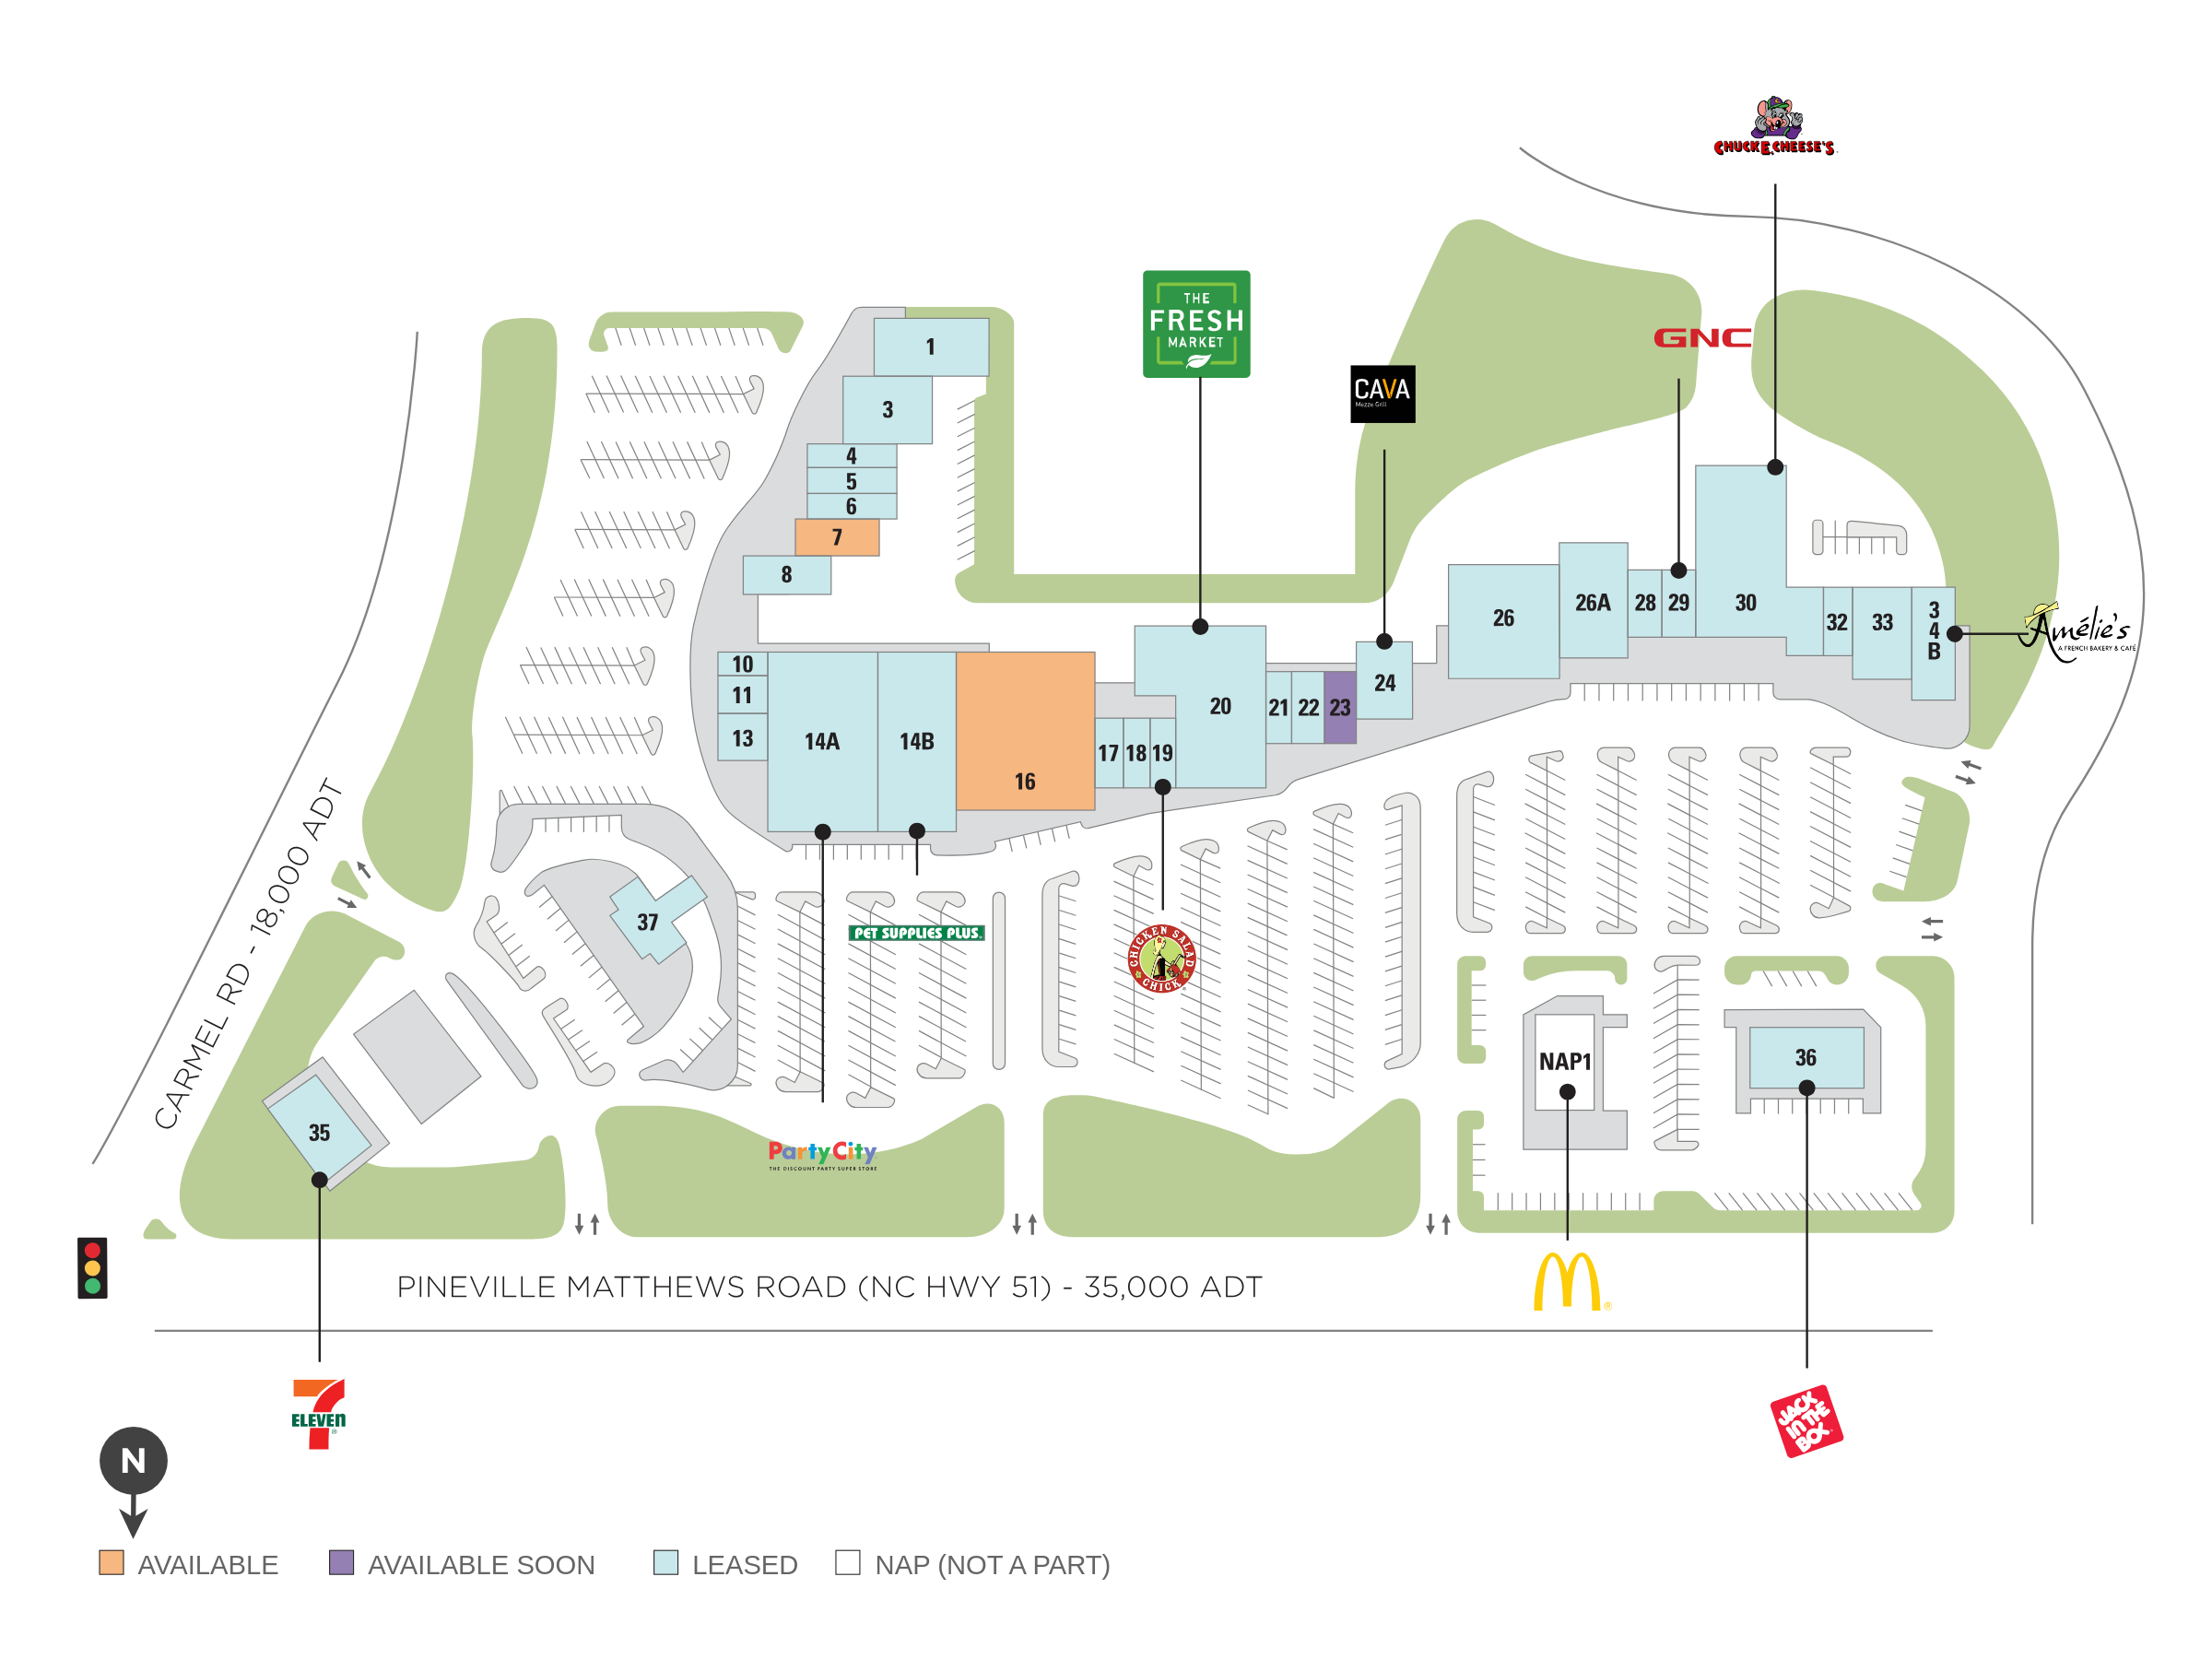 CHUCK E. CHEESE'S
THE
FRESH
MARKET
GNC
CAVA
Mezze Grill
1
3
4
5
6
7
8
10
11
13
14A
14B
16
17
18
19
20
21
22
23
24
26
26A
28
29
30
32
33
3
4
B
Amélie's
A FRENCH BAKERY & CAFÉ
CARMEL RD - 18,000 ADT
37
PET SUPPLIES PLUS.
CHICKEN SALAD
CHICK
NAP1
36
35
PartyCity
THE DISCOUNT PARTY SUPER STORE
PINEVILLE MATTHEWS ROAD (NC HWY 51) - 35,000 ADT
7
ELEVEN
JACK
IN THE
BOX
N
AVAILABLE
AVAILABLE SOON
LEASED
NAP (NOT A PART)